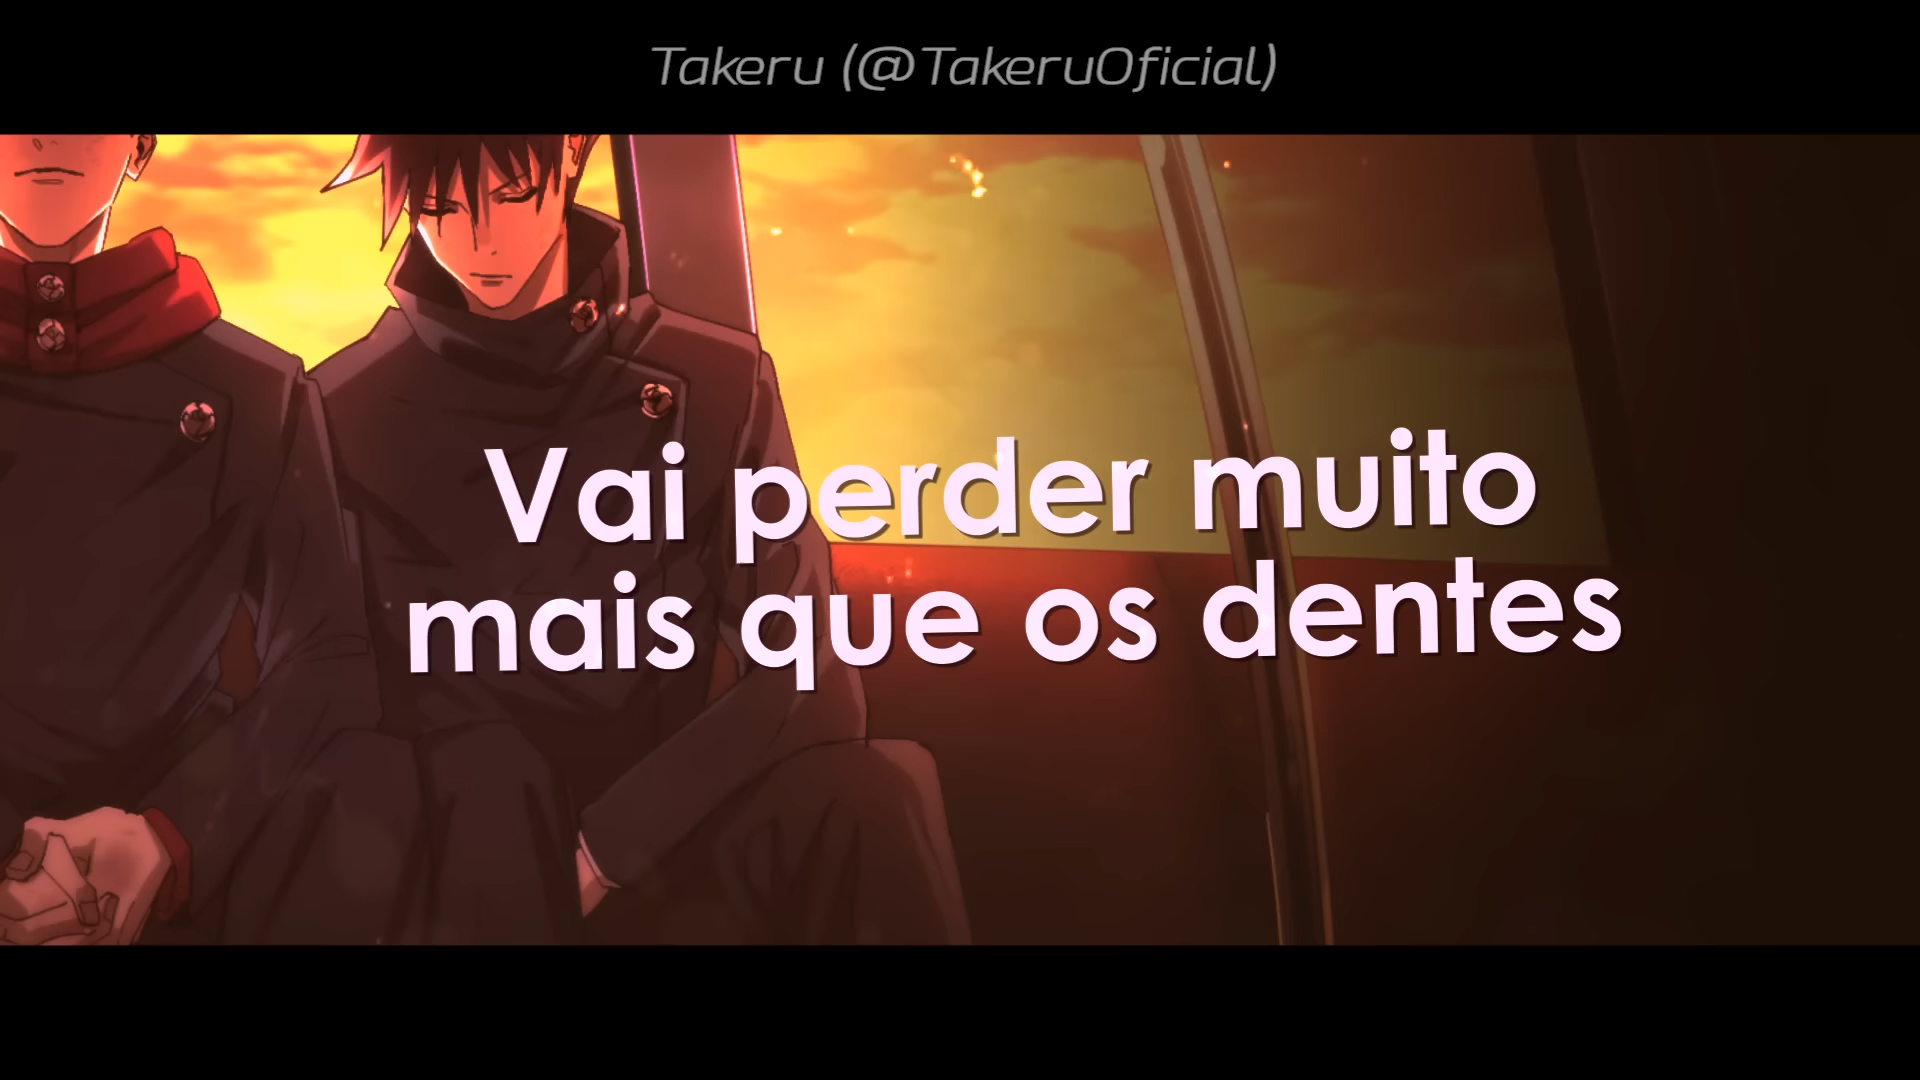 Takeru (@TakeruOficial)
Vai perder muito
mais que os dentes